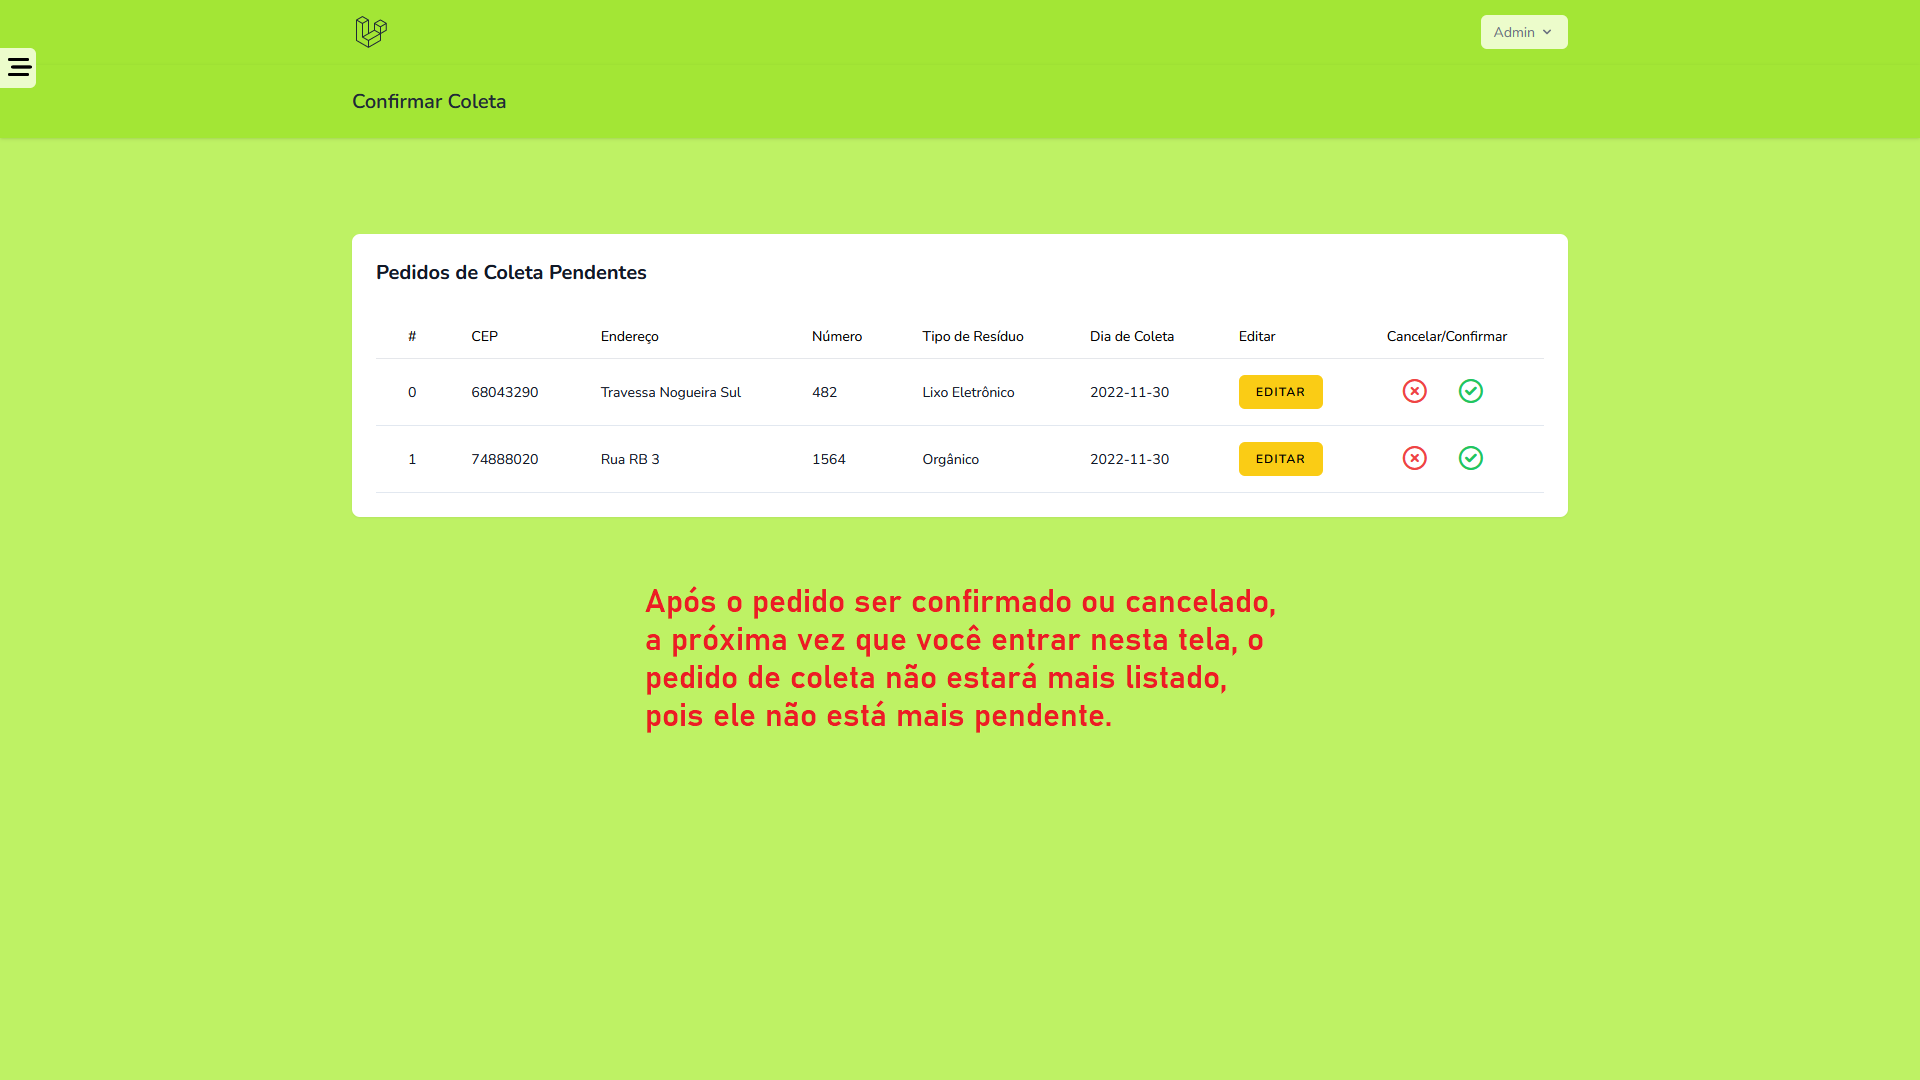 Admin
Confirmar Coleta
Pedidos de Coleta Pendentes
# CEP Endereço Número Tipo de Resíduo Dia de Coleta Editar Cancelar/Confirmar
0 68043290 Travessa Nogueira Sul 482 Lixo Eletrônico 2022-11-30 EDITAR
1 74888020 Rua RB 3 1564 Orgânico 2022-11-30 EDITAR
Após o pedido ser confirmado ou cancelado,
a próxima vez que você entrar nesta tela, o
pedido de coleta não estará mais listado,
pois ele não está mais pendente.